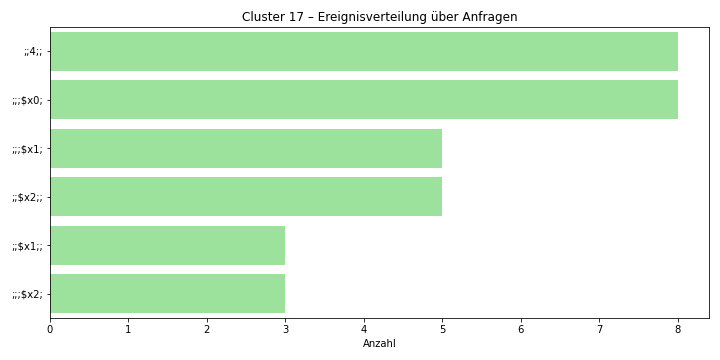 Cluster 17 – Ereignisverteilung über Anfragen
;;4;;
;;;$x0;
;;;$x1;
;;$x2;;
;;$x1;;
;;;$x2;
0 1 2 3 4 5 6 7 8
Anzahl